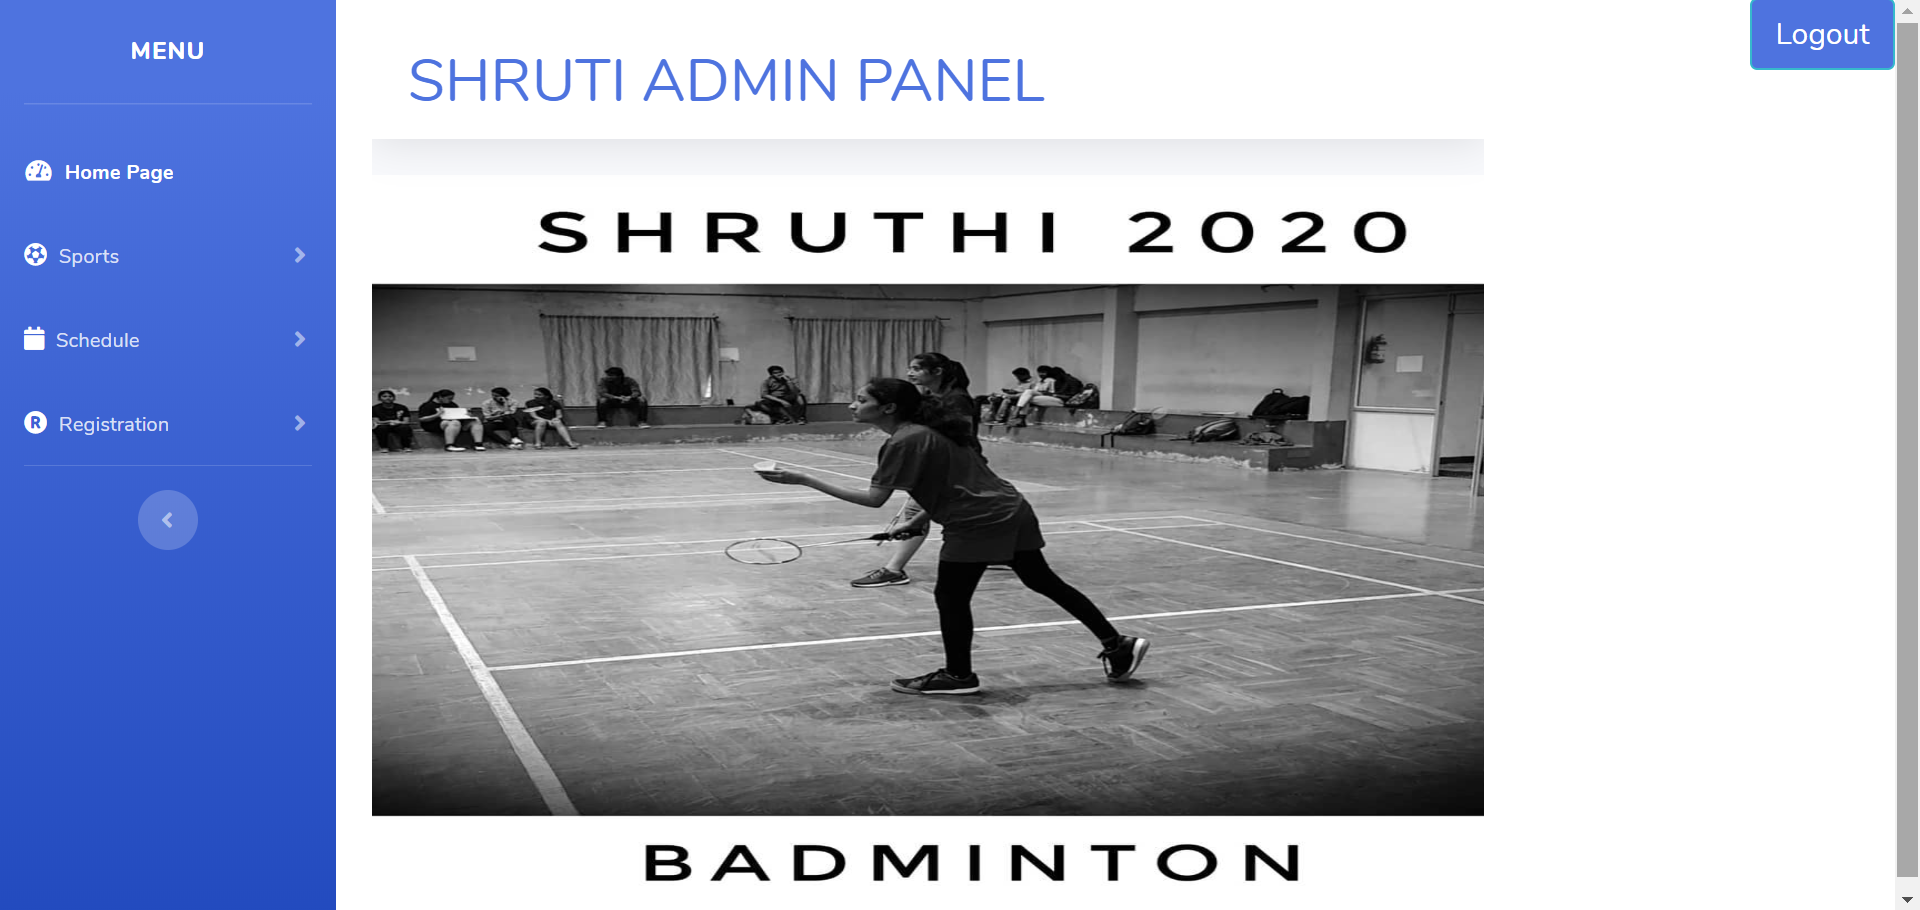 MENU
Home Page
Sports
Schedule
R Registration
SHRUTI ADMIN PANEL
Logout
SHRUTHI 2020
BADMINTON